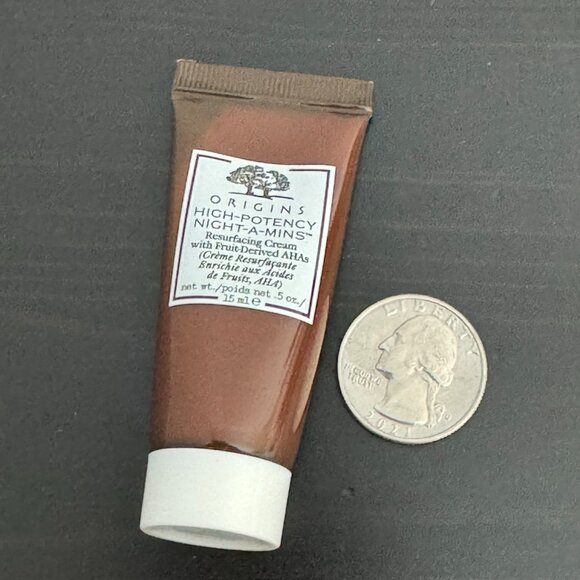 ORIGINS
HIGH-POTENCY
NIGHT-A-MINS™
Resurfacing Cream
with Fruit-Derived AHAs
(Crème Resurfaçante
Enrichie aux Acides
de Fruits, AHA)
net wt./poids net .5 oz./
15 ml e
LIBERTY
IN GOD WE
TRUST
2021